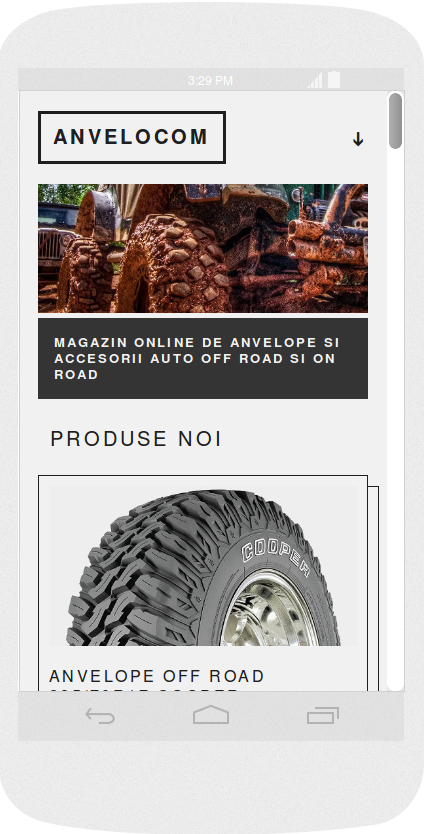 3:29 PM
ANVELOCOM
MAGAZIN ONLINE DE ANVELOPE SI
ACCESORII AUTO OFF ROAD SI ON
ROAD
PRODUSE NOI
COOPER
ANVELOPE OFF ROAD